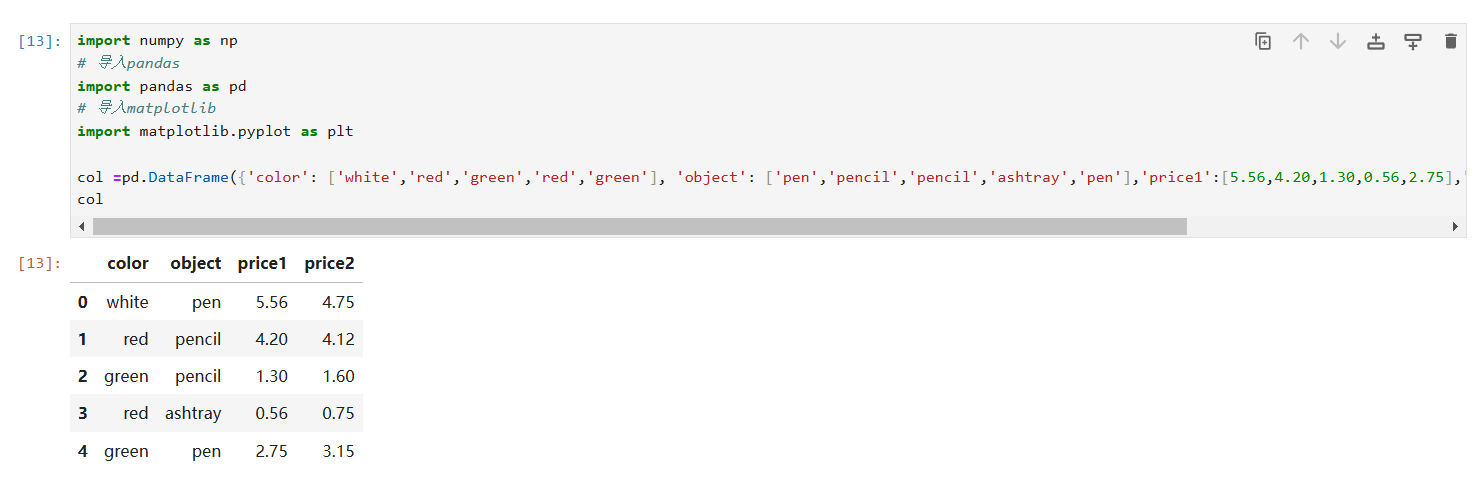 [13]: import numpy as np
# 导入pandas
import pandas as pd
# 导入matplotlib
import matplotlib.pyplot as plt
col =pd.DataFrame({'color': ['white','red','green','red','green'], 'object': ['pen','pencil','pencil','ashtray','pen'],'price1':[5.56,4.20,1.30,0.56,2.75],'
col
[13]: color object price1 price2
0 white pen 5.56 4.75
1 red pencil 4.20 4.12
2 green pencil 1.30 1.60
3 red ashtray 0.56 0.75
4 green pen 2.75 3.15